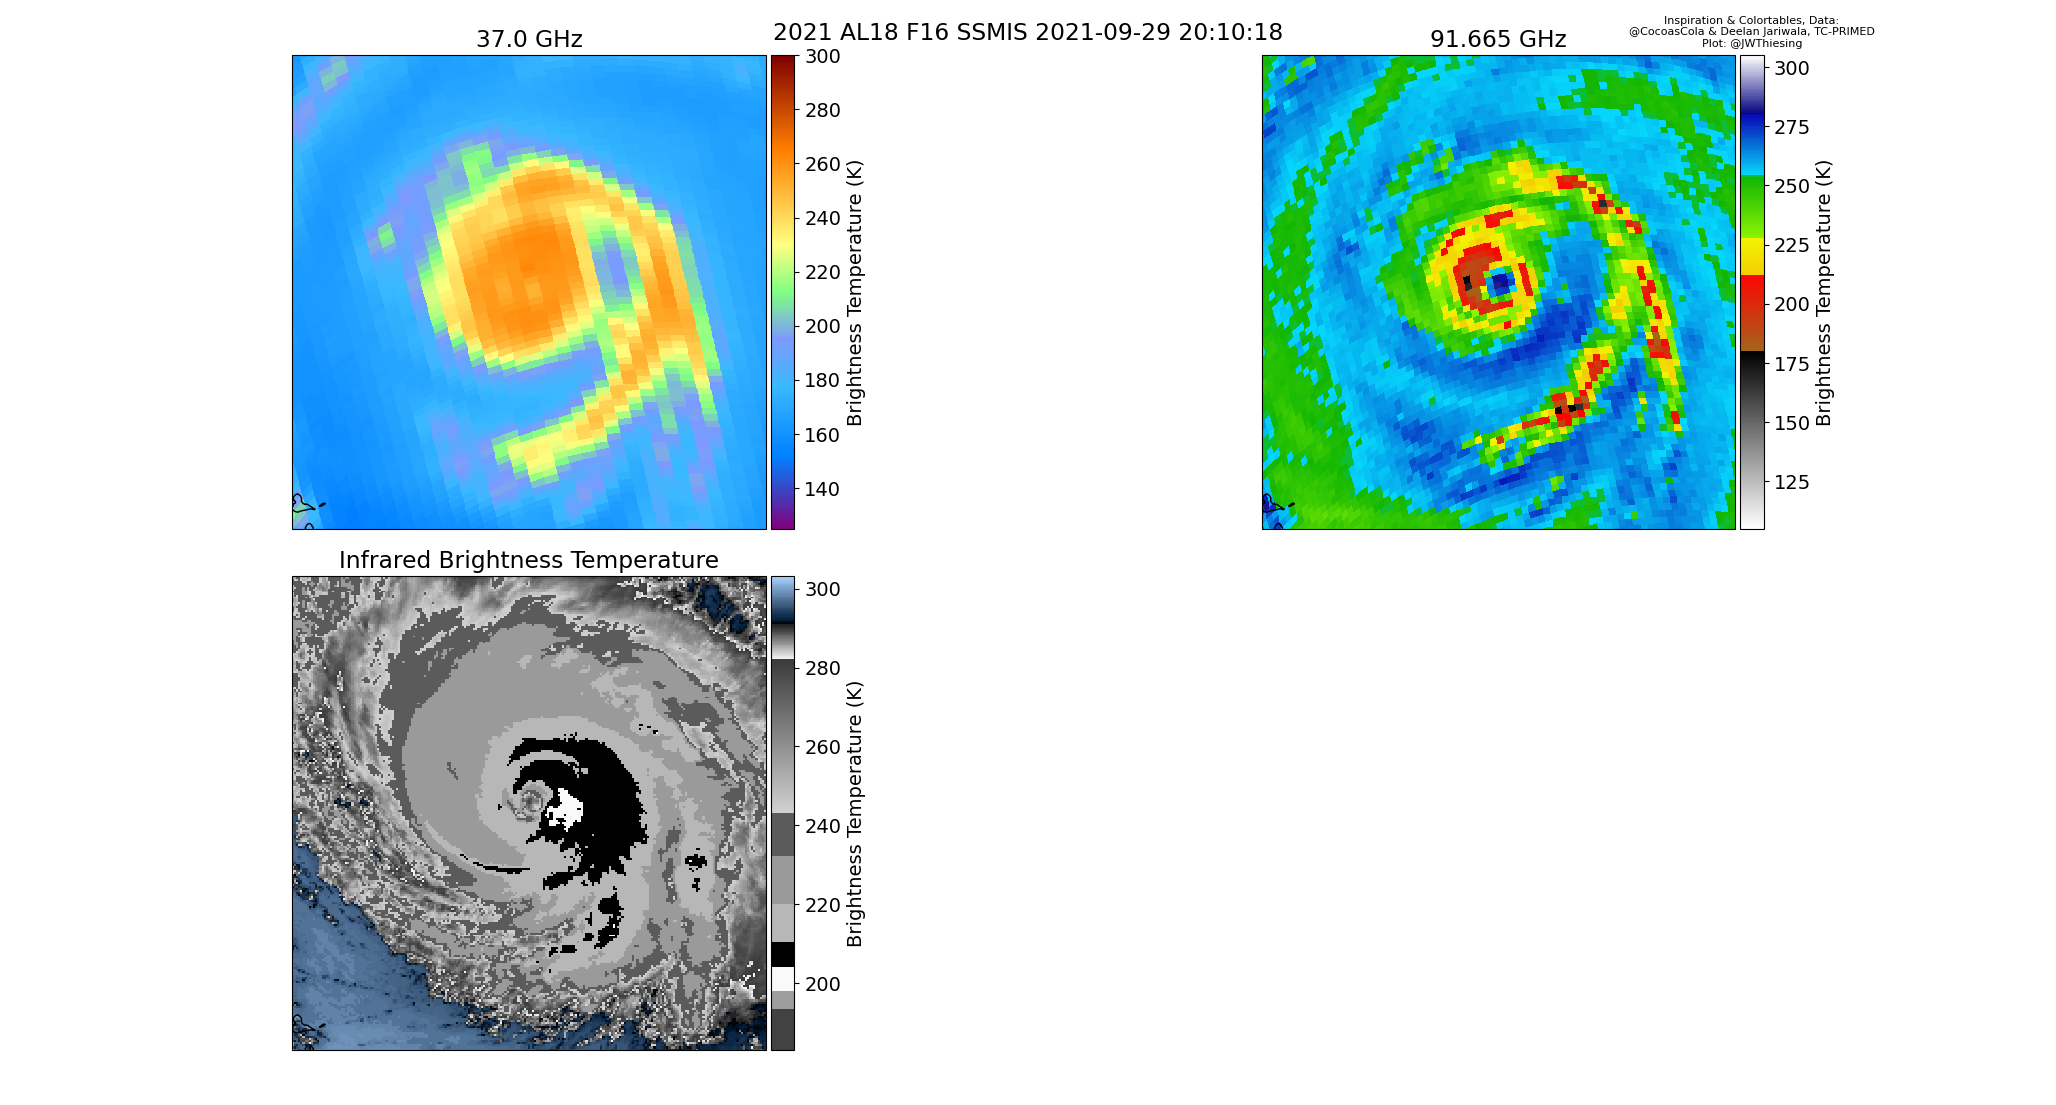 2021 AL18 F16 SSMIS 2021-09-29 20:10:18
Inspiration & Colortables, Data:
@CocoasCola & Deelan Jariwala, TC-PRIMED
Plot: @JWThiesing
37.0 GHz
300
280
260
240
220
200
180
160
140
Brightness Temperature (K)
91.665 GHz
300
275
250
225
200
175
150
125
Brightness Temperature (K)
Infrared Brightness Temperature
300
280
260
240
220
200
Brightness Temperature (K)